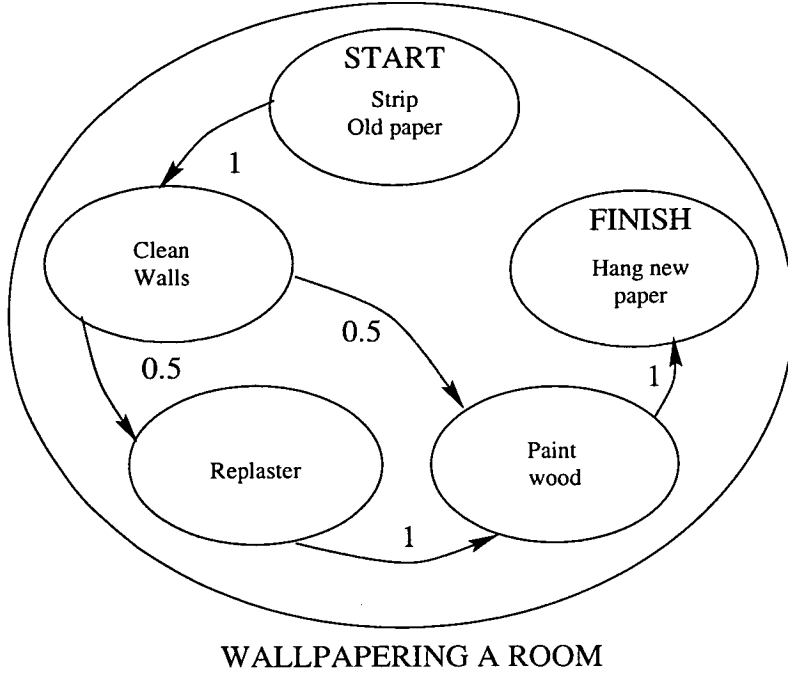 START
Strip
Old paper
1
Clean
Walls
FINISH
Hang new
paper
0.5
0.5
1
Replaster
Paint
wood
1
WALLPAPERING A ROOM